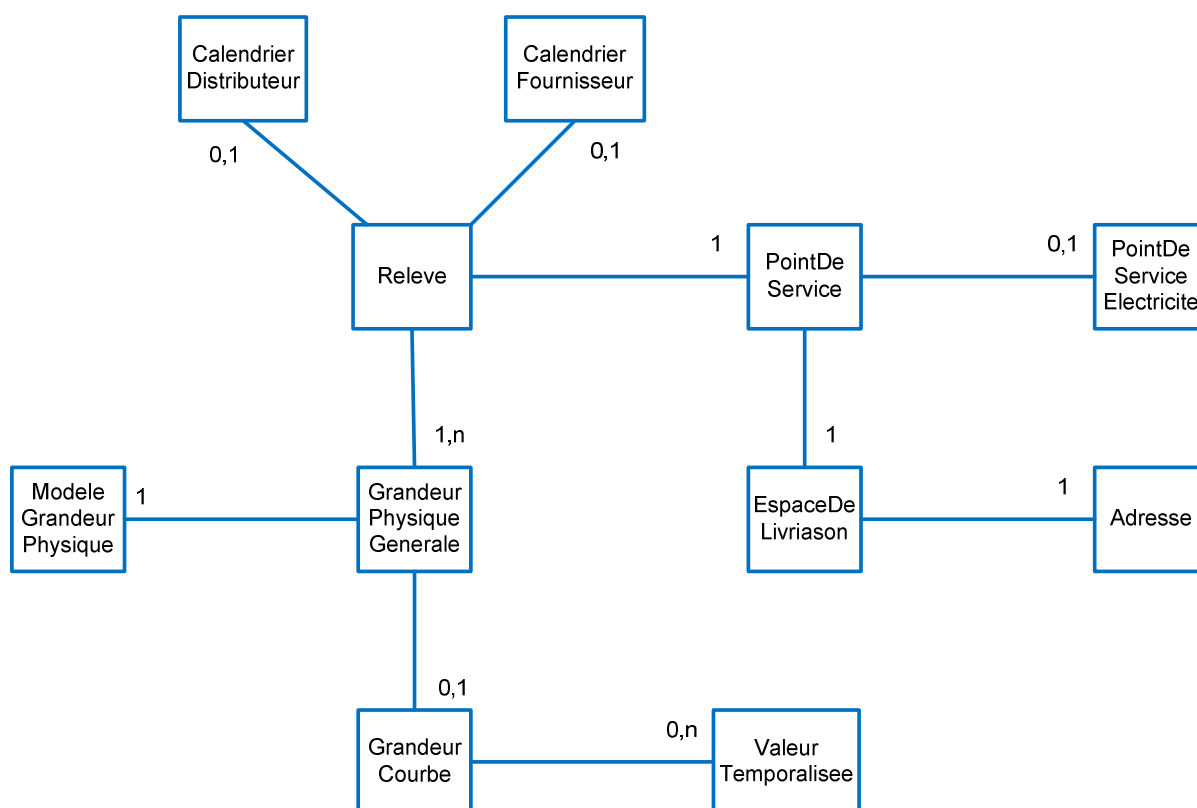 Calendrier
Distributeur
Calendrier
Fournisseur
0,1
0,1
Releve
1
PointDe
Service
0,1
PointDe
Service
Electricite
1,n
1
1
Modele
Grandeur
Physique
1
Grandeur
Physique
Generale
EspaceDe
Livriason
Adresse
0,1
0,n
Grandeur
Courbe
Valeur
Temporalisee